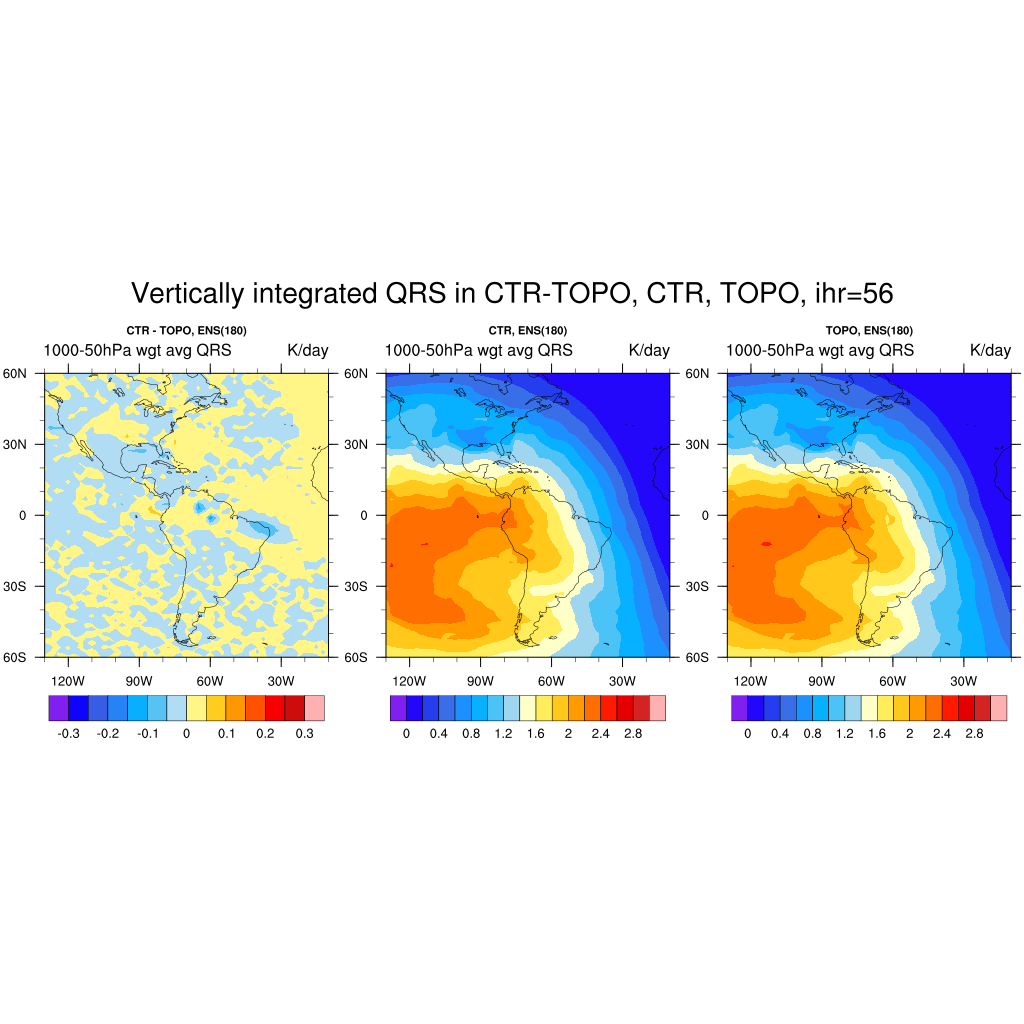 Vertically integrated QRS in CTR-TOPO, CTR, TOPO, ihr=56
CTR - TOPO, ENS(180)
1000-50hPa wgt avg QRS K/day
60N
30N
0
30S
60S
120W 90W 60W 30W
-0.3 -0.2 -0.1 0 0.1 0.2 0.3
CTR, ENS(180)
1000-50hPa wgt avg QRS K/day
60N
30N
0
30S
60S
120W 90W 60W 30W
0 0.4 0.8 1.2 1.6 2 2.4 2.8
TOPO, ENS(180)
1000-50hPa wgt avg QRS K/day
60N
30N
0
30S
60S
120W 90W 60W 30W
0 0.4 0.8 1.2 1.6 2 2.4 2.8